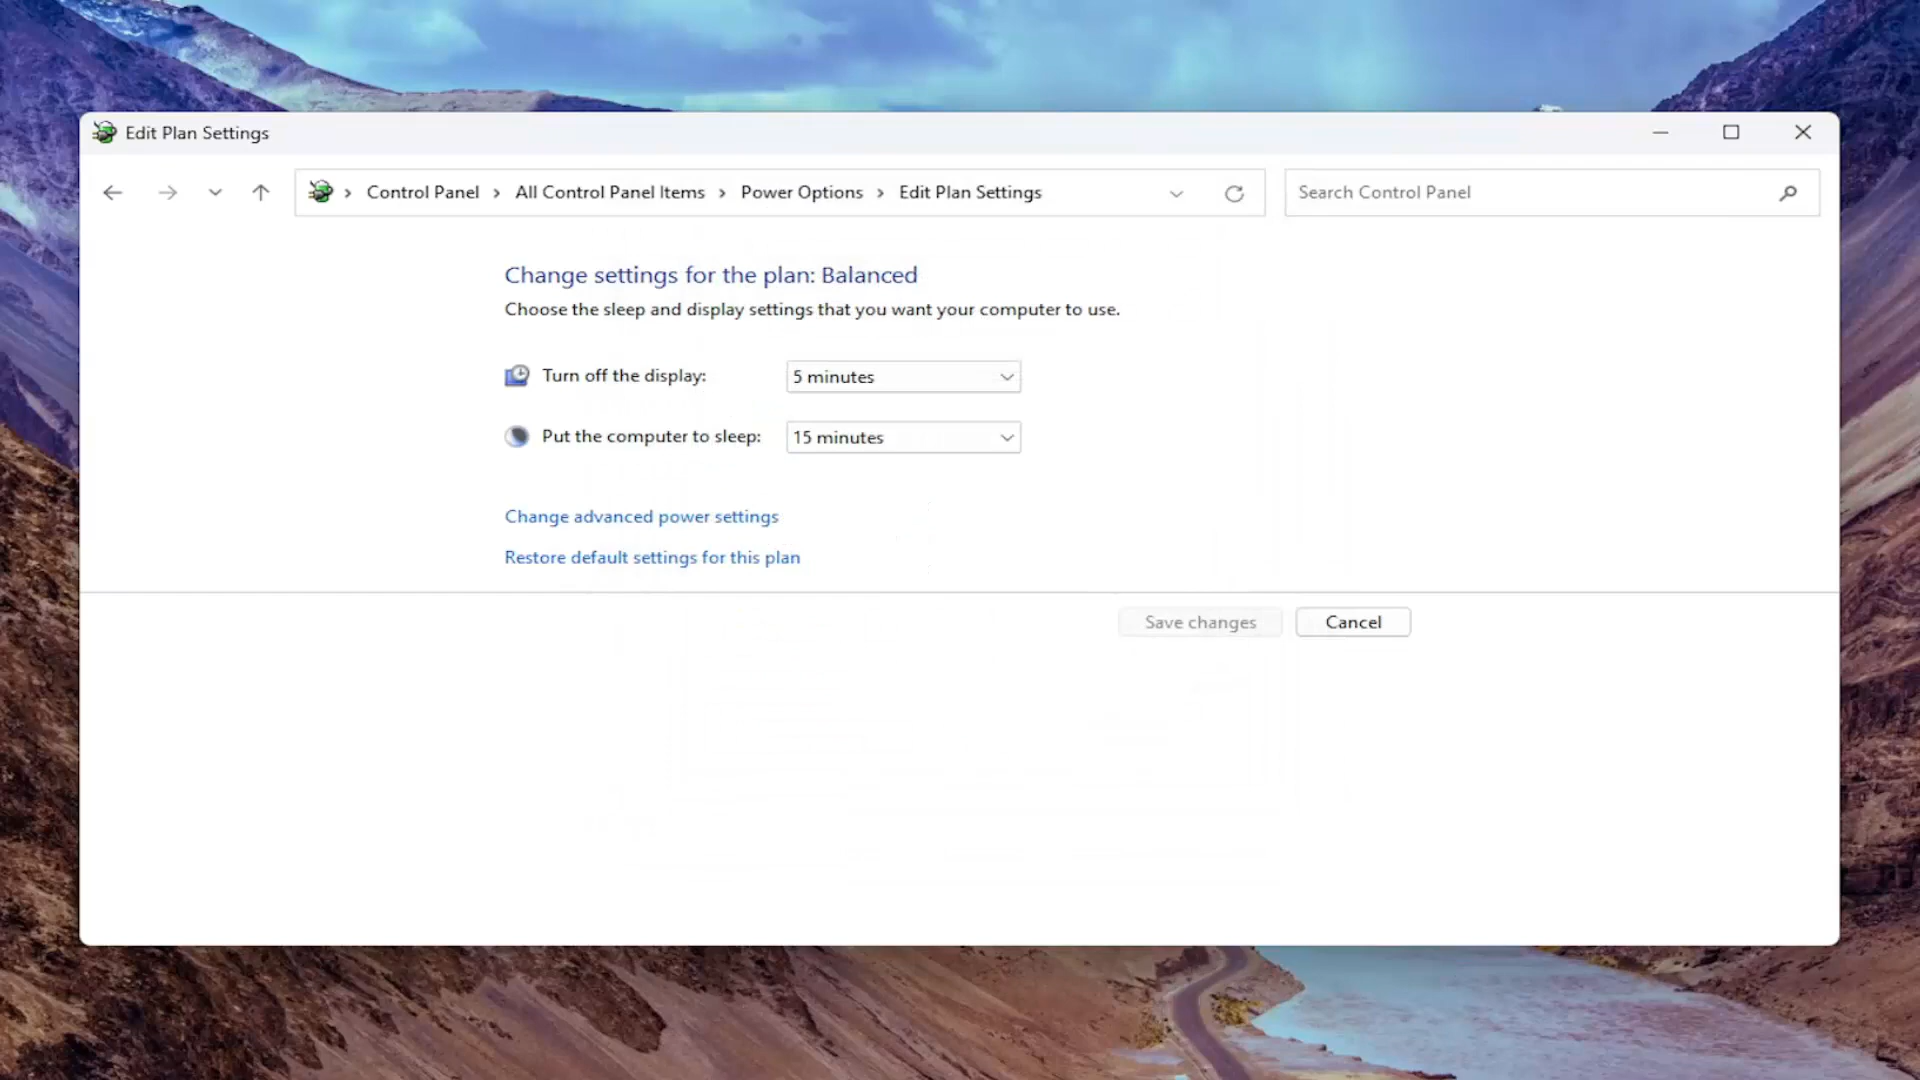 Edit Plan Settings
Control Panel > All Control Panel Items > Power Options > Edit Plan Settings
Search Control Panel
Change settings for the plan: Balanced
Choose the sleep and display settings that you want your computer to use.
Turn off the display: 5 minutes
Put the computer to sleep: 15 minutes
Change advanced power settings
Restore default settings for this plan
Save changes Cancel